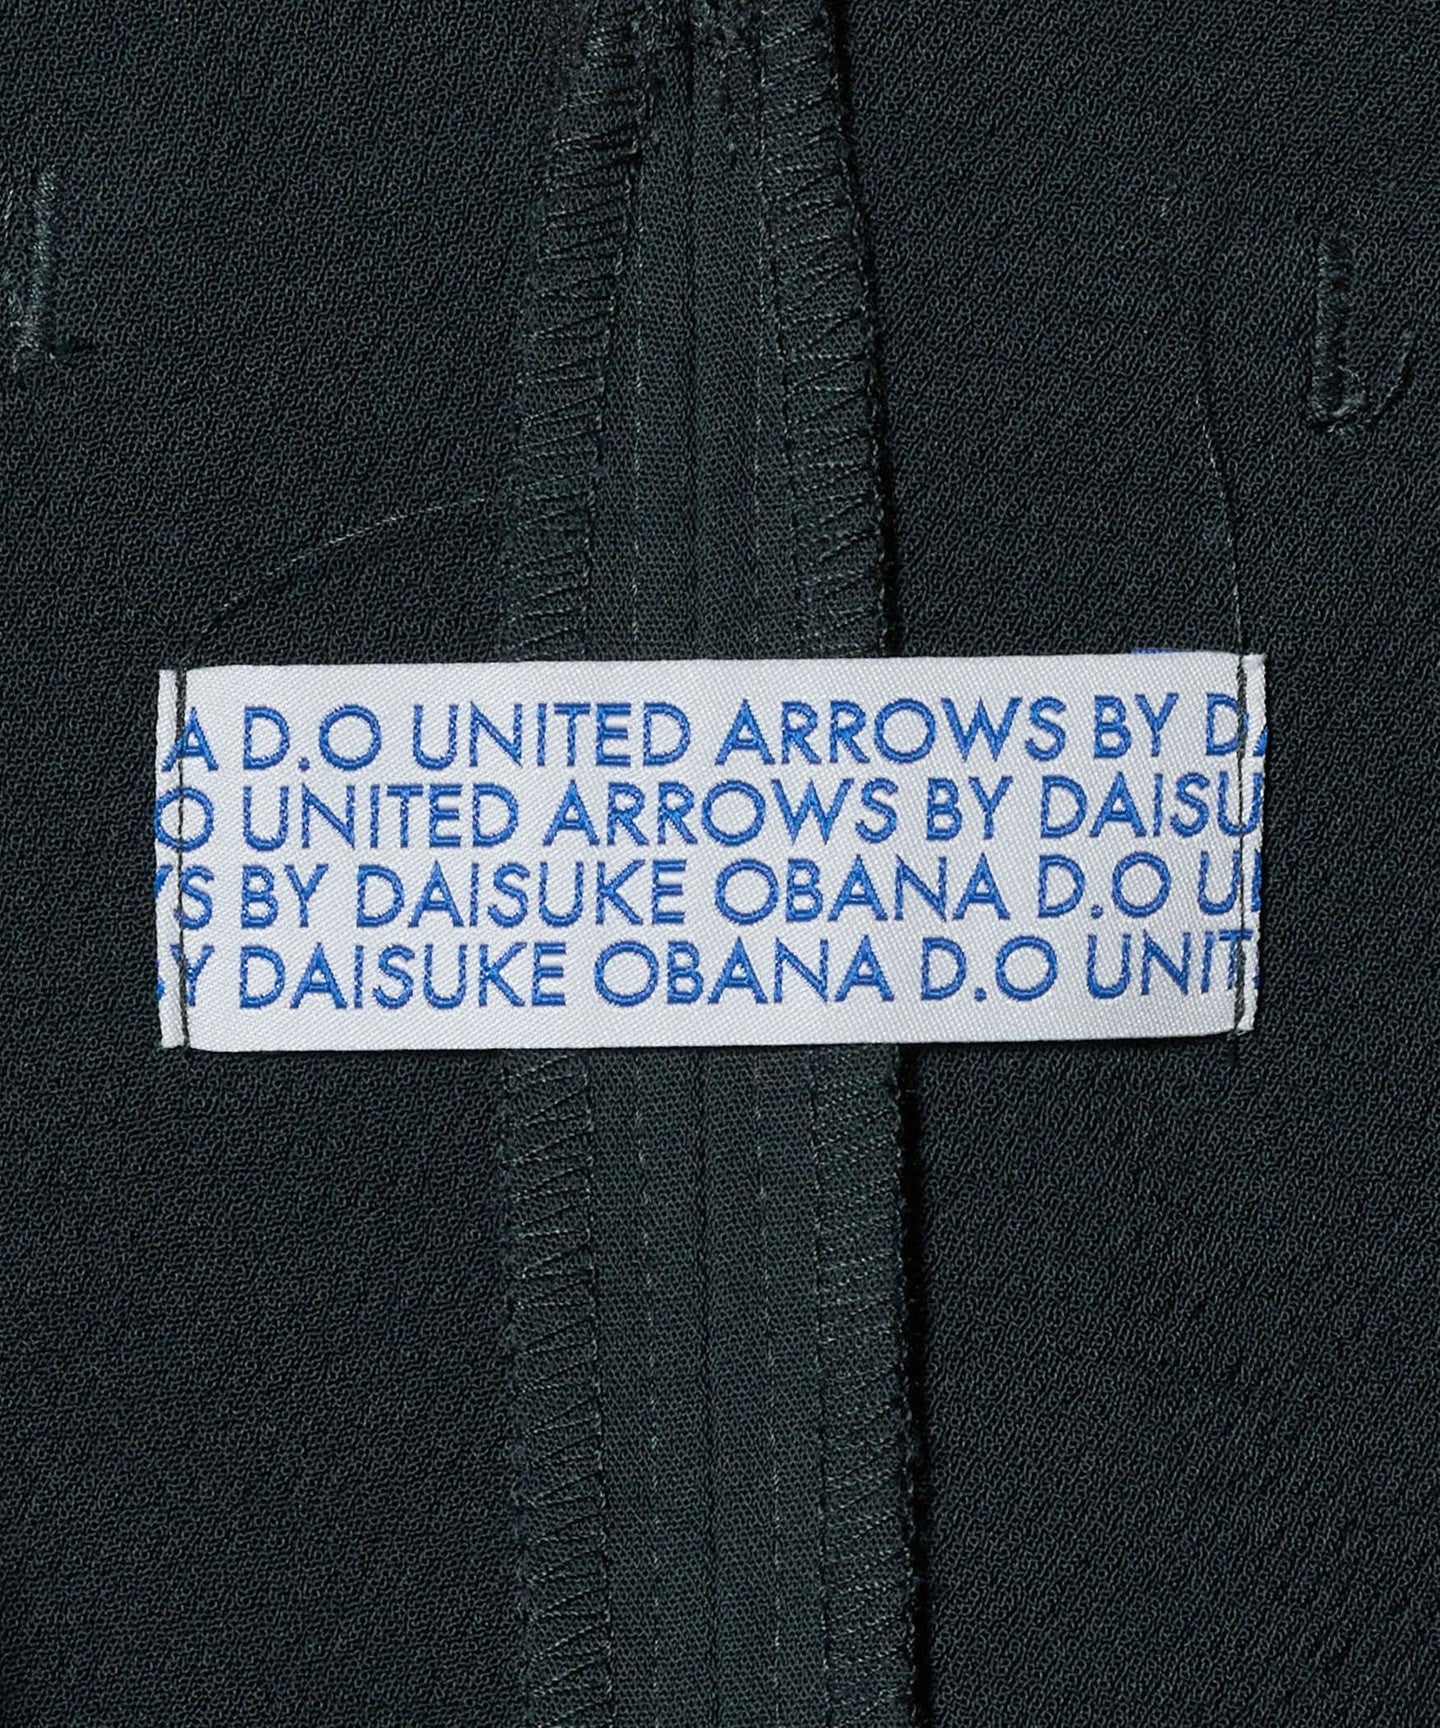 A D.O UNITED ARROWS BY DA
O UNITED ARROWS BY DAISU
S BY DAISUKE OBANA D.O U
Y DAISUKE OBANA D.O UNIT